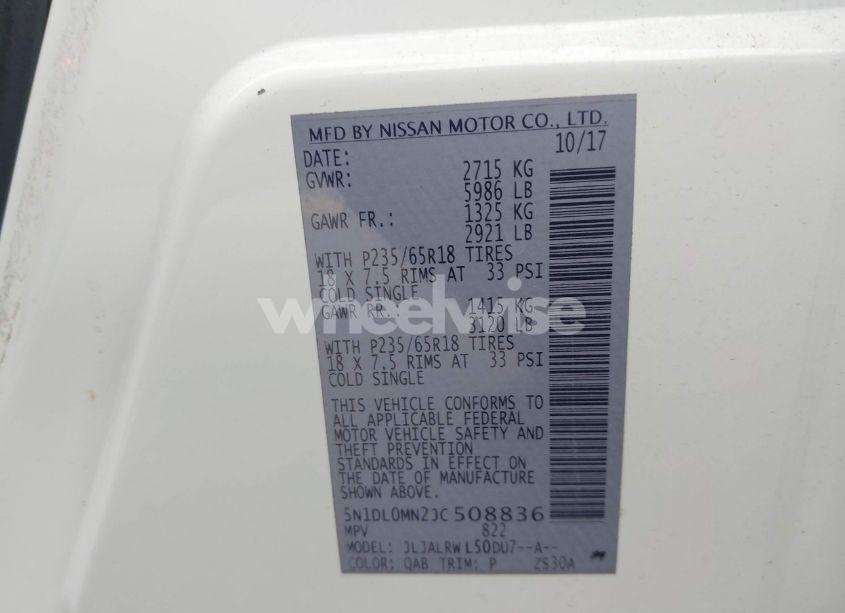 MFD BY NISSAN MOTOR CO., LTD.
DATE: 10/17
GVWR: 2715 KG
5986 LB
GAWR FR.: 1325 KG
2921 LB
WITH P235/65R18 TIRES
18 X 7.5 RIMS AT 33 PSI
COLD SINGLE
GAWR RR. 1415 KG
3120 LB
wheelwise
WITH P235/65R18 TIRES
18 X 7.5 RIMS AT 33 PSI
COLD SINGLE
THIS VEHICLE CONFORMS TO
ALL APPLICABLE FEDERAL
MOTOR VEHICLE SAFETY AND
THEFT PREVENTION
STANDARDS IN EFFECT ON
THE DATE OF MANUFACTURE
SHOWN ABOVE.
5N1DL0MN2JC508836
MPV 822
MODEL: JLJALRW L50DU7--A--
COLOR: QAB TRIM: P ZS30A